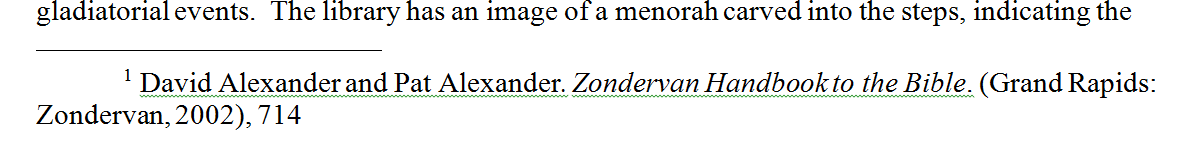 gladiatorial events.  The library has an image of a menorah carved into the steps, indicating the
1 David Alexander and Pat Alexander. Zondervan Handbook to the Bible. (Grand Rapids:
Zondervan, 2002), 714